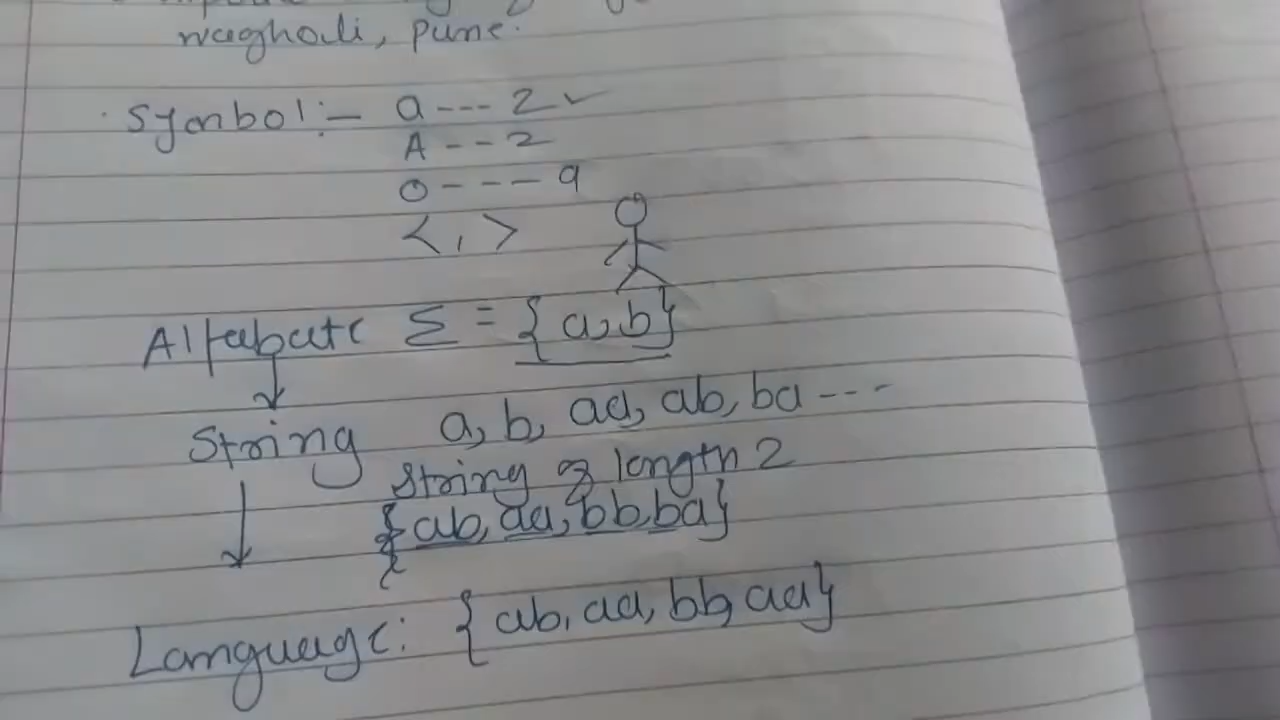 wagholi, pune.
Symbol:- a --- z ✓
A -- z
0 ---- 9
< , >
Alfabate Σ = {a, b}
String a, b, aa, ab, ba ---
string of length 2
{ab, aa, bb, ba}
Language: {ab, aa, bb, aa}